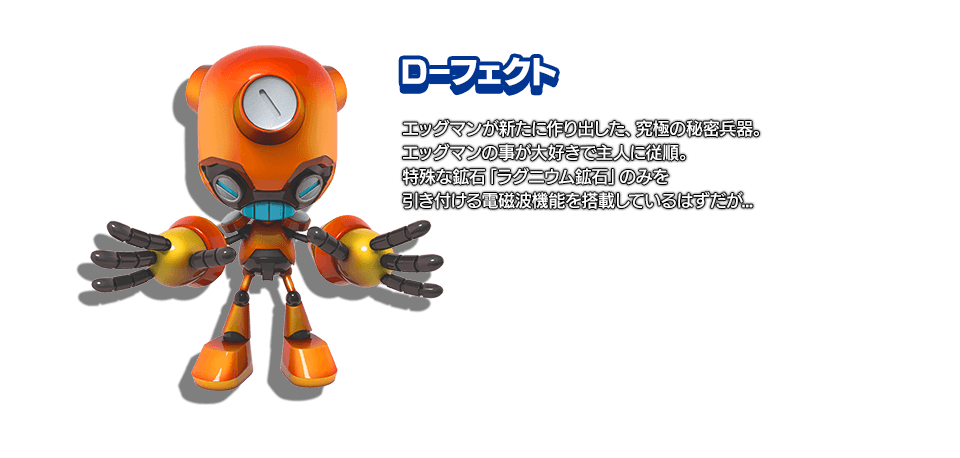 D-フェクト
エッグマンが新たに作り出した、究極の秘密兵器。
エッグマンの事が大好きで主人に従順。
特殊な鉱石「ラグニウム鉱石」のみを
引き付ける電磁波機能を搭載しているはずだが...